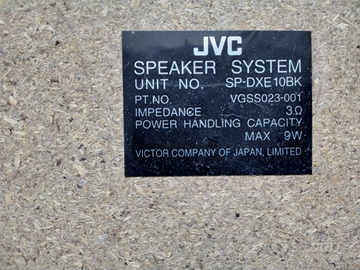 JVC
SPEAKER SYSTEM
UNIT NO. SP-DXE10BK
PT.NO. VGSS023-001
IMPEDANCE 3Ω
POWER HANDLING CAPACITY
MAX 9W
VICTOR COMPANY OF JAPAN, LIMITED